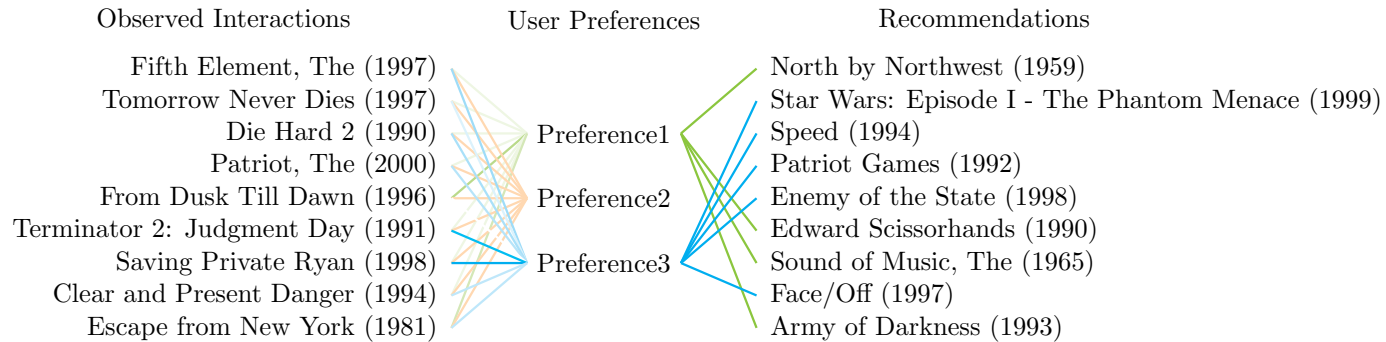 Observed Interactions
User Preferences
Recommendations
Fifth Element, The (1997)
Tomorrow Never Dies (1997)
Die Hard 2 (1990)
Patriot, The (2000)
From Dusk Till Dawn (1996)
Terminator 2: Judgment Day (1991)
Saving Private Ryan (1998)
Clear and Present Danger (1994)
Escape from New York (1981)
Preference1
Preference2
Preference3
North by Northwest (1959)
Star Wars: Episode I - The Phantom Menace (1999)
Speed (1994)
Patriot Games (1992)
Enemy of the State (1998)
Edward Scissorhands (1990)
Sound of Music, The (1965)
Face/Off (1997)
Army of Darkness (1993)